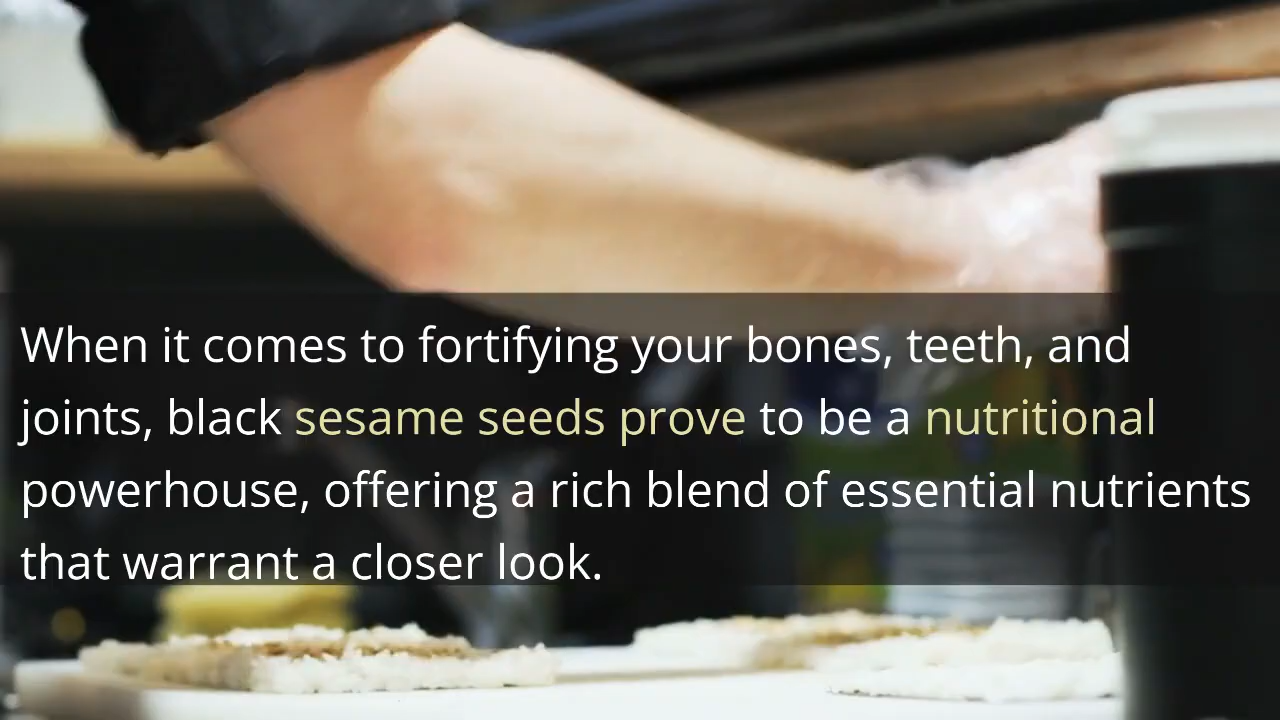 When it comes to fortifying your bones, teeth, and
joints, black sesame seeds prove to be a nutritional
powerhouse, offering a rich blend of essential nutrients
that warrant a closer look.